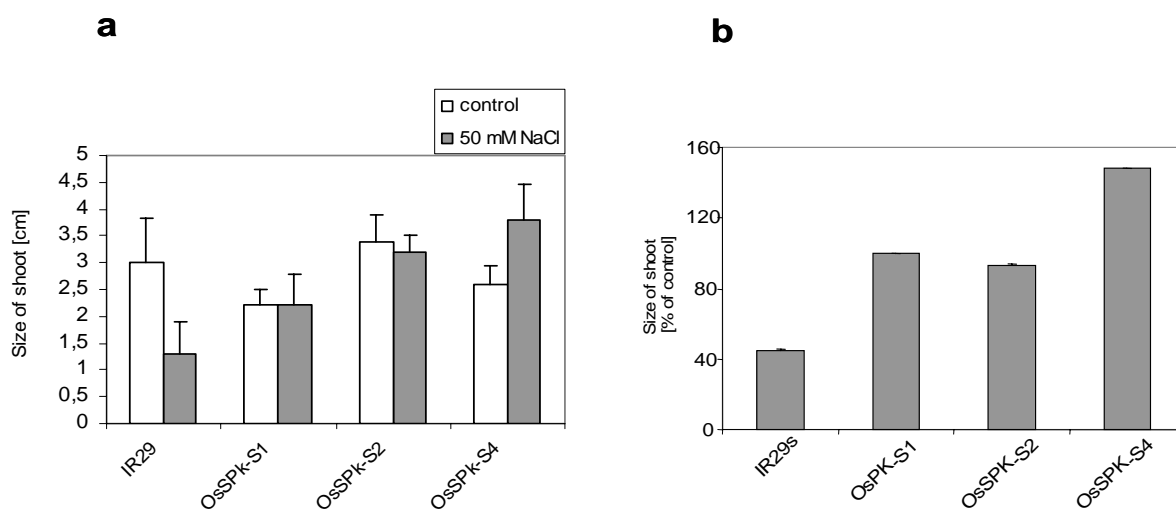 a
control
50 mM NaCl
Size of shoot [cm]
5
4,5
4
3,5
3
2,5
2
1,5
1
0,5
0
IR29
OsSPk-S1
OsSPk-S2
OsSPk-S4
b
Size of shoot
[% of control]
160
120
80
40
0
IR29s
OsPK-S1
OsSPK-S2
OsSPK-S4